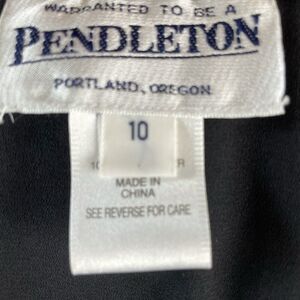 WARRANTED TO BE A
PENDLETON
PORTLAND, OREGON
10
MADE IN
CHINA
SEE REVERSE FOR CARE